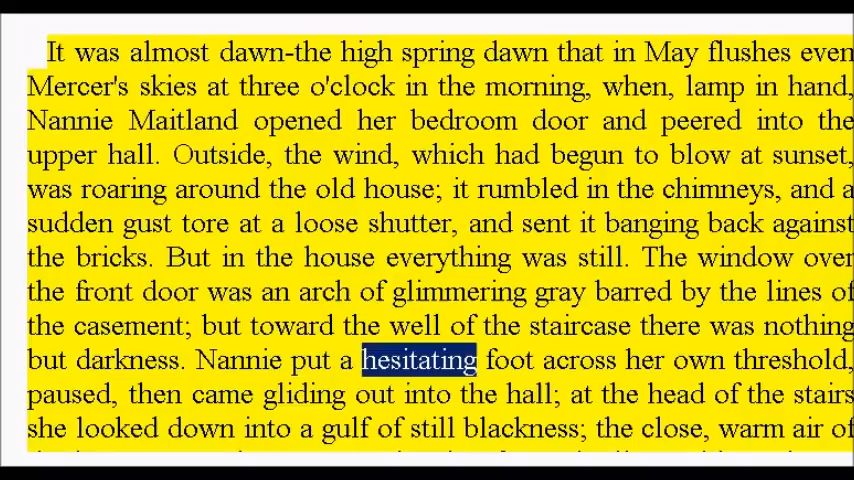 It was almost dawn-the high spring dawn that in May flushes even
Mercer's skies at three o'clock in the morning, when, lamp in hand,
Nannie Maitland opened her bedroom door and peered into the
upper hall. Outside, the wind, which had begun to blow at sunset,
was roaring around the old house; it rumbled in the chimneys, and a
sudden gust tore at a loose shutter, and sent it banging back against
the bricks. But in the house everything was still. The window over
the front door was an arch of glimmering gray barred by the lines of
the casement; but toward the well of the staircase there was nothing
but darkness. Nannie put a hesitating foot across her own threshold,
paused, then came gliding out into the hall; at the head of the stairs
she looked down into a gulf of still blackness; the close, warm air of